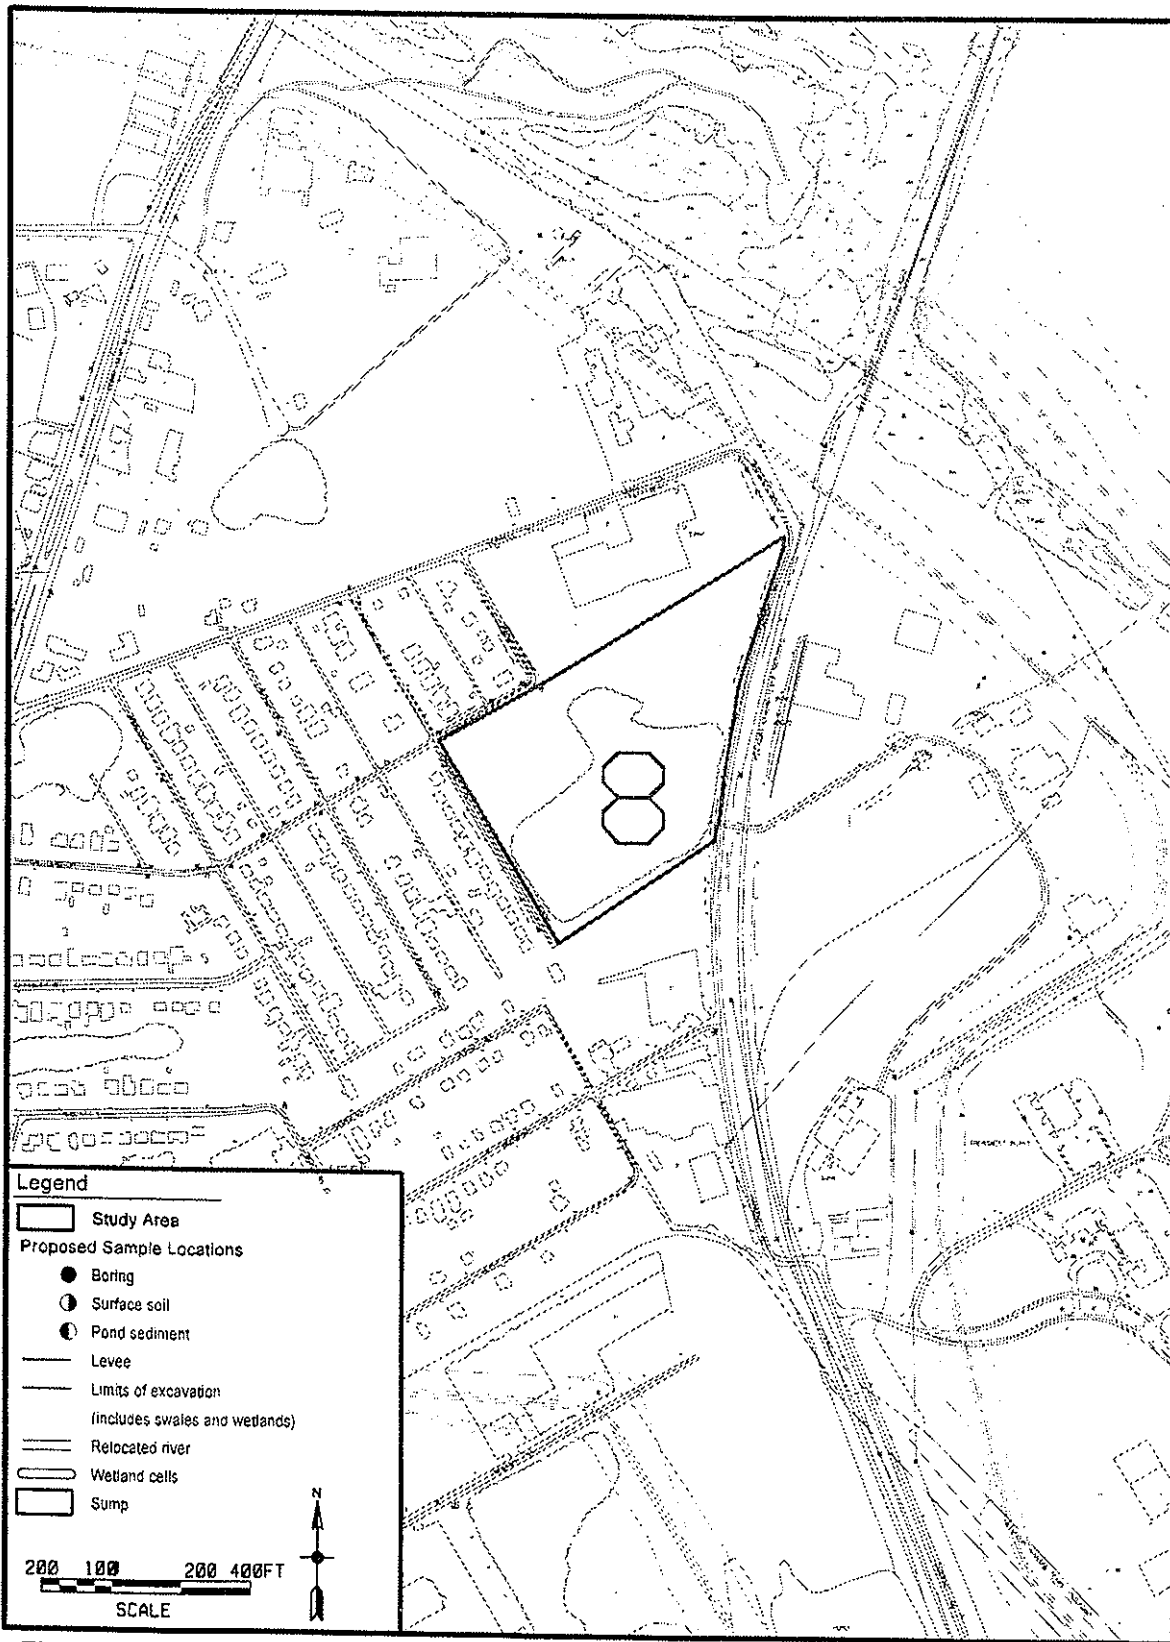 Legend
Study Area
Proposed Sample Locations
Boring
Surface soil
Pond sediment
Levee
Limits of excavation
(includes swales and wetlands)
Relocated river
Wetland cells
Sump
N
200 100 200 400FT
SCALE